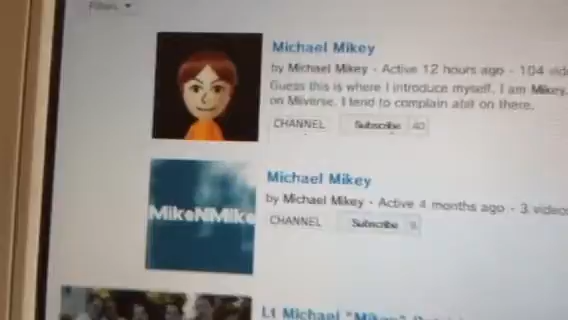 Filters
Michael Mikey
by Michael Mikey - Active 12 hours ago - 104 vide
Guess this is where I introduce myself. I am Mikey.
on Miiverse. I tend to complain abit on there.
CHANNEL Subscribe 40
Michael Mikey
MikeNMike
by Michael Mikey - Active 4 months ago - 3 videos
CHANNEL Subscribe
Lt Michael